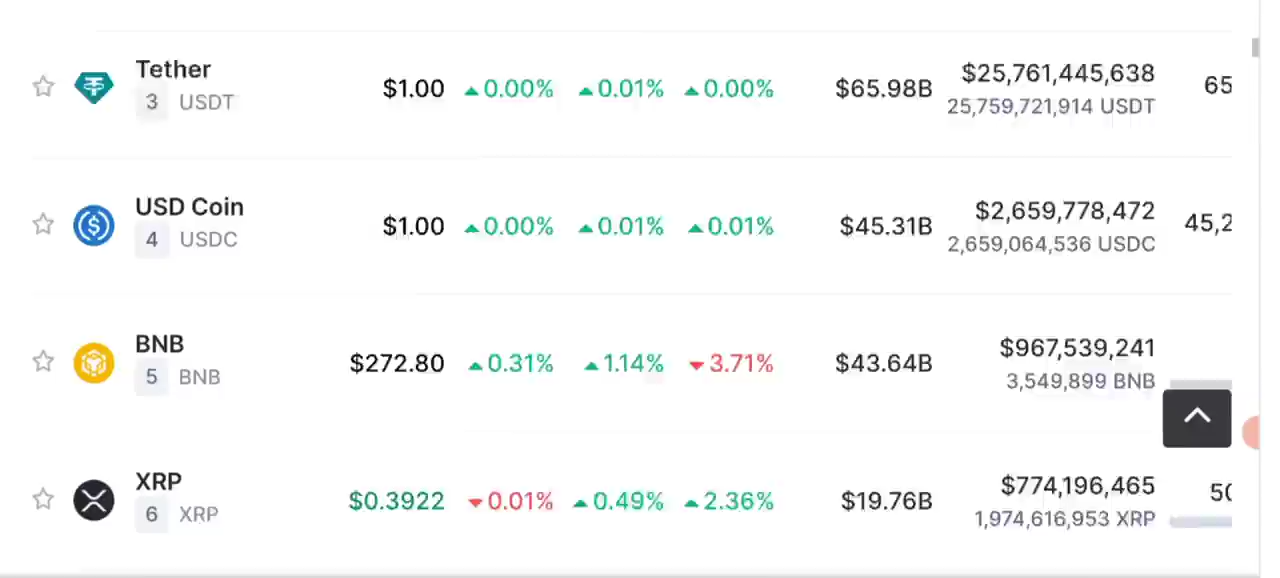 Tether
3 USDT
$1.00 0.00% 0.01% 0.00% $65.98B $25,761,445,638 65
25,759,721,914 USDT
USD Coin
4 USDC
$1.00 0.00% 0.01% 0.01% $45.31B $2,659,778,472 45,2
2,659,064,536 USDC
BNB
5 BNB
$272.80 0.31% 1.14% 3.71% $43.64B $967,539,241
3,549,899 BNB
XRP
6 XRP
$0.3922 0.01% 0.49% 2.36% $19.76B $774,196,465 50
1,974,616,953 XRP